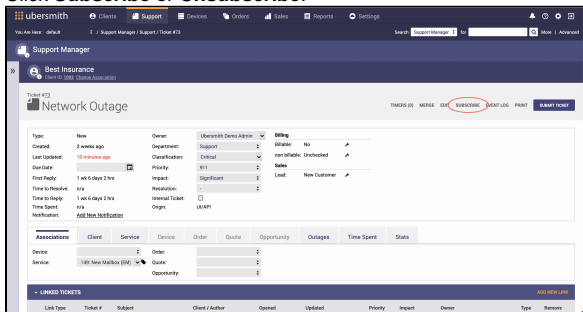 Click Subscribe or Unsubscribe.
ubersmith Clients Support Devices Orders Sales Reports Settings
You Are Here: default / Support Manager / Support / Ticket #73 Search Support Manager for More | Advanced
Support Manager
Best Insurance
Client ID 1003 Change Association
Ticket #73
Network Outage
TIMERS (0) MERGE EDIT SUBSCRIBE EVENT LOG PRINT SUBMIT TICKET
Type: New Owner: Ubersmith Demo Admin Billing
Created: 2 weeks ago Department: Support Billable: No
Last Updated: 10 minutes ago Classification: Critical non billable: Unchecked
Due Date: Priority: 911 Sales
First Reply: 1 wk 6 days 2 hrs Impact: Significant Lead: New Customer
Time to Resolve: n/a Resolution: -
Time to Reply: 1 wk 6 days 2 hrs Internal Ticket:
Time Spent: n/a Origin: UI/API
Notification: Add New Notification
Associations Client Service Device Order Quote Opportunity Outages Time Spent Stats
Device: Order:
Service: 149: New Mailbox (EM) Quote:
Opportunity:
LINKED TICKETS ADD NEW LINK
Link Type Ticket # Subject Client / Author Opened Updated Priority Impact Owner Type Remove